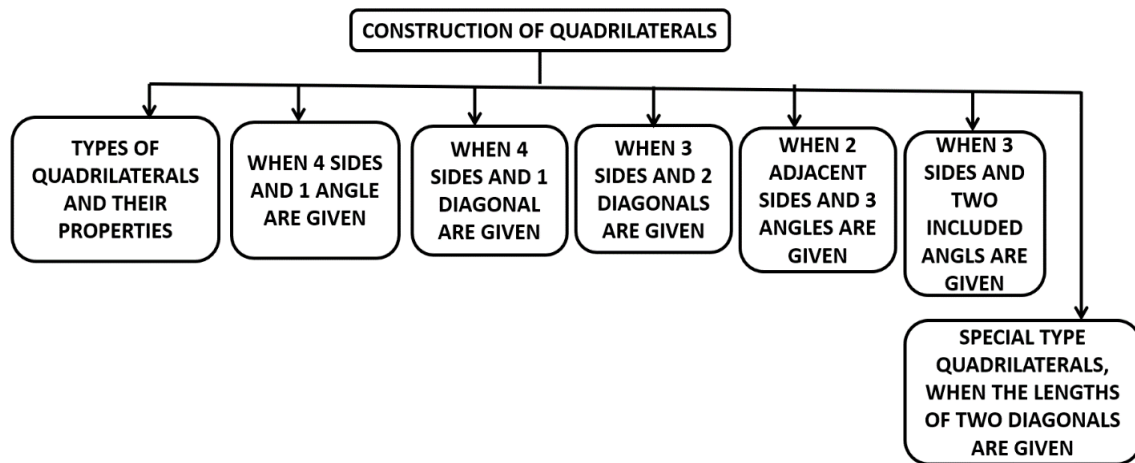 CONSTRUCTION OF QUADRILATERALS
TYPES OF
QUADRILATERALS
AND THEIR
PROPERTIES
WHEN 4 SIDES
AND 1 ANGLE
ARE GIVEN
WHEN 4
SIDES AND 1
DIAGONAL
ARE GIVEN
WHEN 3
SIDES AND 2
DIAGONALS
ARE GIVEN
WHEN 2
ADJACENT
SIDES AND 3
ANGLES ARE
GIVEN
WHEN 3
SIDES AND
TWO
INCLUDED
ANGLS ARE
GIVEN
SPECIAL TYPE
QUADRILATERALS,
WHEN THE LENGTHS
OF TWO DIAGONALS
ARE GIVEN